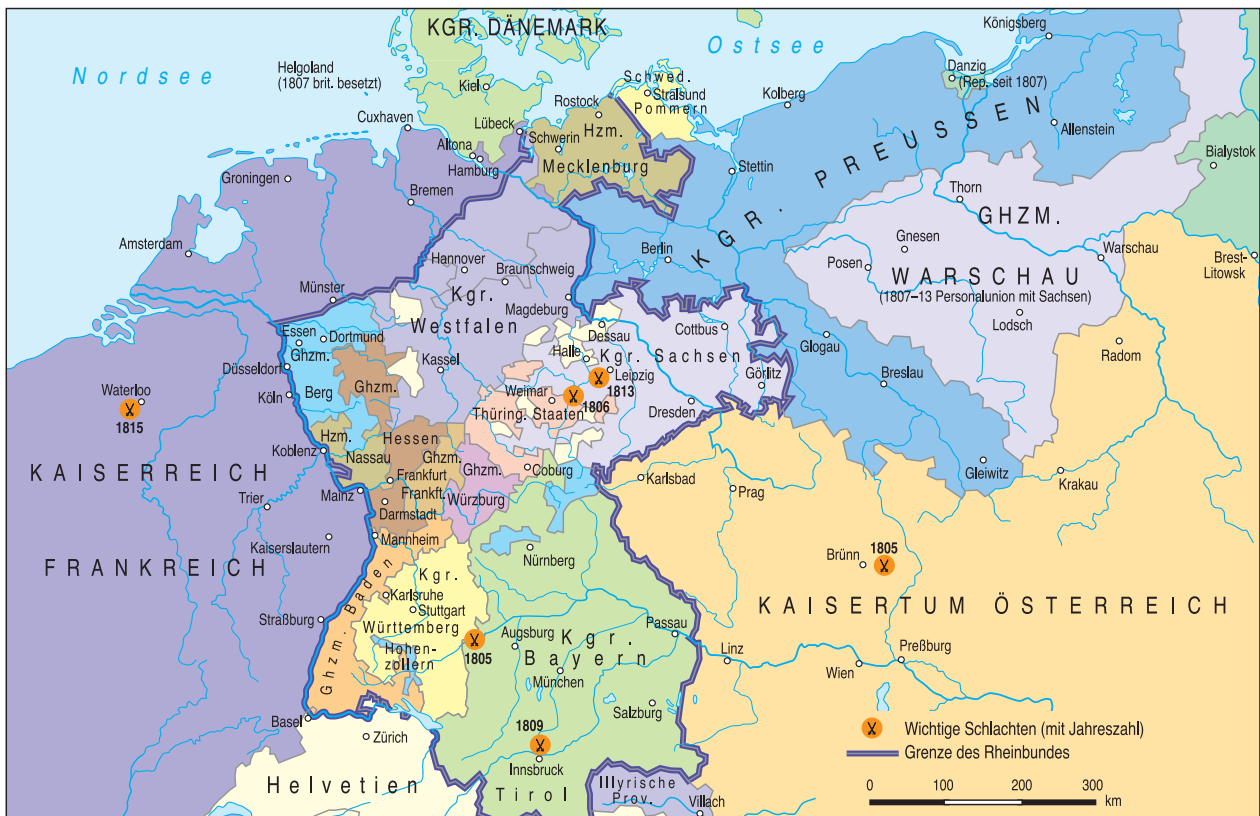 KGR. DÄNEMARK
Nordsee
Ostsee
Helgoland
(1807 brit. besetzt)
Kiel
Schwed.
Stralsund
Pommern
Rostock
Kolberg
Königsberg
Danzig
(Rep. seit 1807)
Allenstein
Cuxhaven
Lübeck
Schwerin
Hzm.
Mecklenburg
Altona
Hamburg
Stettin
KGR. PREUSSEN
Bialystok
Groningen
Bremen
Thorn
GHZM.
WARSCHAU
(1807–13 Personalunion mit Sachsen)
Gnesen
Posen
Warschau
Brest-
Litowsk
Lodsch
Radom
Amsterdam
Hannover
Braunschweig
Berlin
Münster
Kgr.
Westfalen
Magdeburg
Essen
Dortmund
Ghzm.
Berg
Düsseldorf
Köln
Kassel
Ghzm.
Hessen
Dessau
Halle
Kgr. Sachsen
Leipzig
1813
Cottbus
Görlitz
Glogau
Breslau
Waterloo
1815
Weimar
1806
Thüring. Staaten
Dresden
Hzm.
Nassau
Koblenz
Ghzm.
Frankft.
Frankfurt
Ghzm.
Würzburg
Coburg
Karlsbad
Prag
Gleiwitz
Krakau
KAISERREICH
FRANKREICH
Trier
Mainz
Darmstadt
Mannheim
Kaiserslautern
Nürnberg
Brünn
1805
KAISERTUM ÖSTERREICH
Straßburg
Ghzm. Baden
Karlsruhe
Kgr.
Stuttgart
Württemberg
Hohen-
zollern
1805
Augsburg
Kgr.
Bayern
Passau
Linz
Wien
Preßburg
München
Salzburg
Basel
Zürich
Helvetien
1809
Innsbruck
Tirol
Illyrische
Prov.
Villach
Wichtige Schlachten (mit Jahreszahl)
Grenze des Rheinbundes
0 100 200 300
km